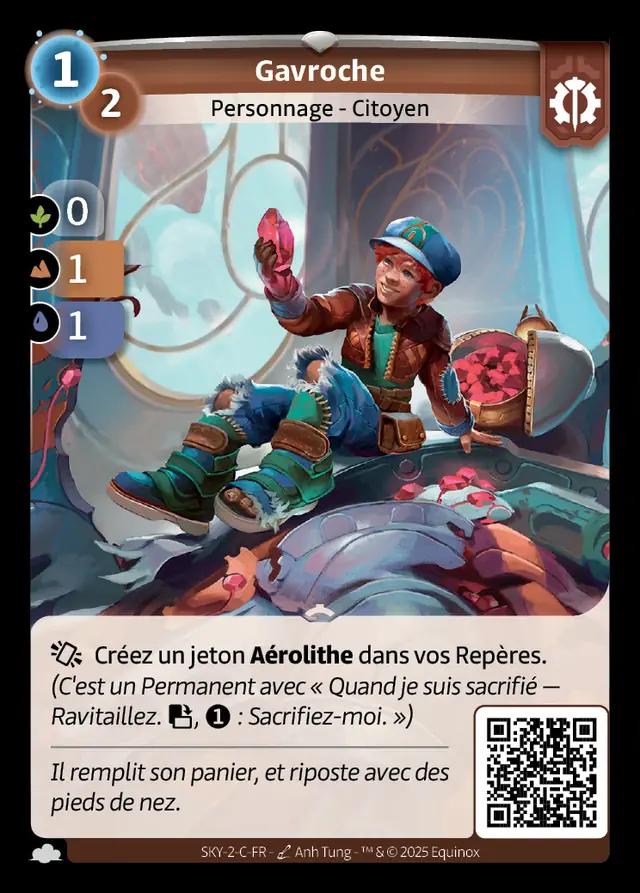 1
Gavroche
2
Personnage - Citoyen
0
1
1
Créez un jeton Aérolithe dans vos Repères.
(C'est un Permanent avec « Quand je suis sacrifié —
Ravitaillez. , 1 : Sacrifiez-moi. »)
Il remplit son panier, et riposte avec des
pieds de nez.
SKY-2-C-FR - Anh Tung - ™ & © 2025 Equinox